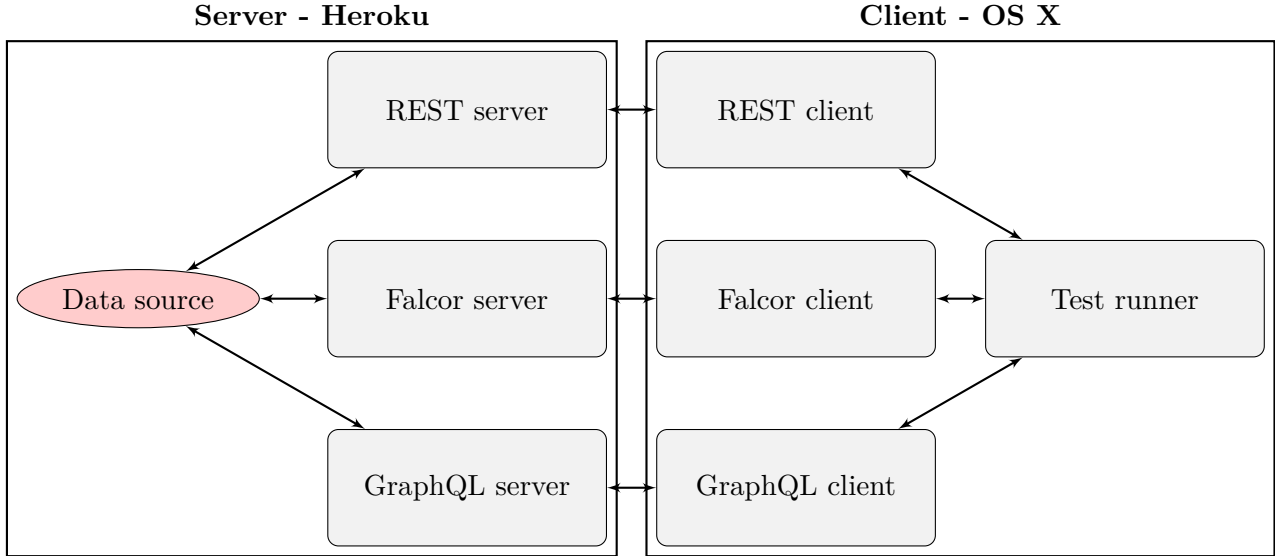 Server - Heroku
Client - OS X
REST server
REST client
Data source
Falcor server
Falcor client
Test runner
GraphQL server
GraphQL client